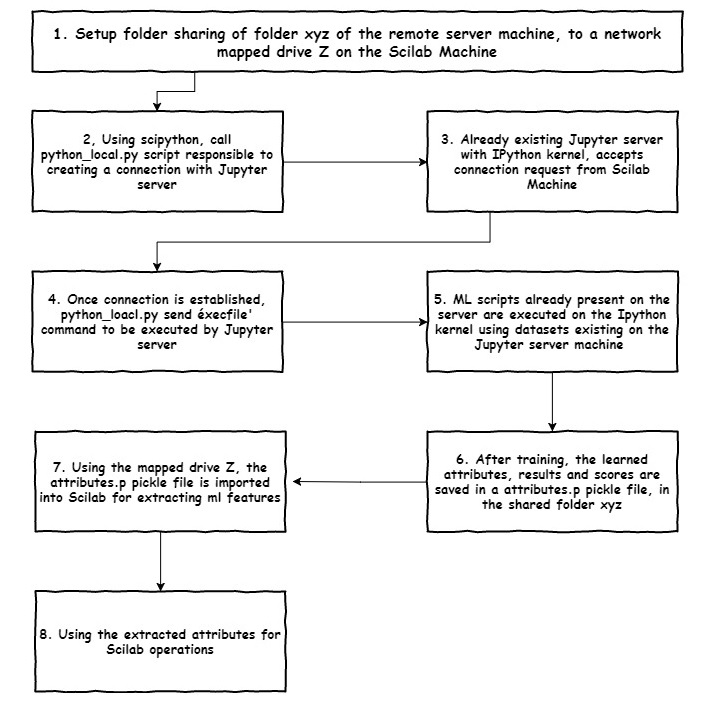 1. Setup folder sharing of folder xyz of the remote server machine, to a network
mapped drive Z on the Scilab Machine
2, Using scipython, call
python_local.py script responsible to
creating a connection with Jupyter
server
3. Already existing Jupyter server
with IPython kernel, accepts
connection request from Scilab
Machine
4. Once connection is established,
python_loacl.py send éxecfile'
command to be executed by Jupyter
server
5. ML scripts already present on the
server are executed on the Ipython
kernel using datasets existing on the
Jupyter server machine
6. After training, the learned
attributes, results and scores are
saved in a attributes.p pickle file, in
the shared folder xyz
7. Using the mapped drive Z, the
attributes.p pickle file is imported
into Scilab for extracting ml features
8. Using the extracted attributes for
Scilab operations